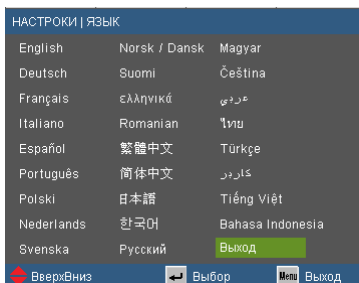 НАСТРОКИ | ЯЗЫК
English Norsk / Dansk Magyar
Deutsch Suomi Čeština
Français ελληνικά عربي
Italiano Romanian ไทย
Español 繁體中文 Türkçe
Português 简体中文 کاربر
Polski 日本語 Tiếng Việt
Nederlands 한국어 Bahasa Indonesia
Svenska Русский Выход
ВверхВниз Выбор Menu Выход